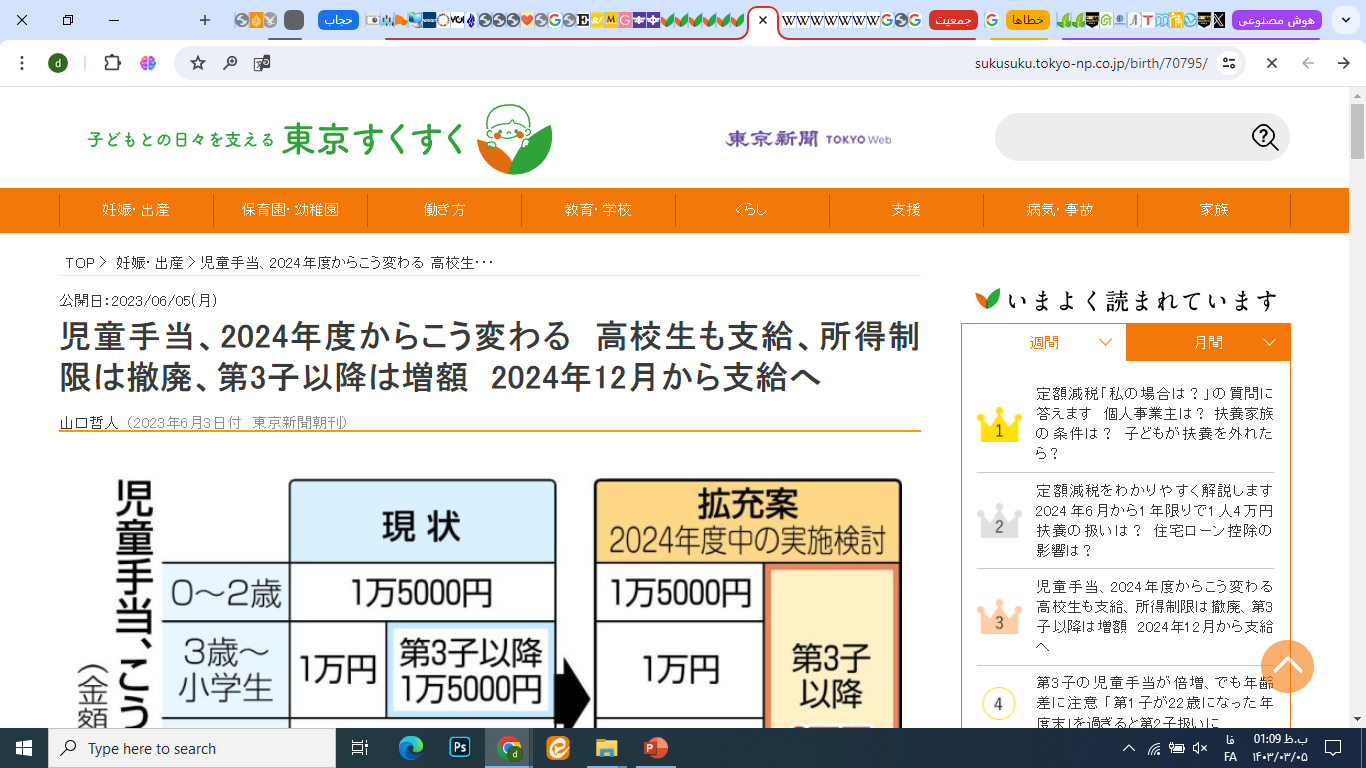 حجاب
جمعیت
خطاها
هوش مصنوعی
sukusuku.tokyo-np.co.jp/birth/70795/
子どもとの日々を支える 東京すくすく
東京新聞 TOKYO Web
妊娠・出産 保育園・幼稚園 働き方 教育・学校 くらし 支援 病気・事故 家族
TOP > 妊娠・出産 > 児童手当、2024年度からこう変わる 高校生･･･
公開日:2023/06/05(月)
児童手当、2024年度からこう変わる 高校生も支給、所得制
限は撤廃、第3子以降は増額 2024年12月から支給へ
山口哲人 (2023年6月3日付 東京新聞朝刊)
児童手当、こう
(金額
現状
拡充案
2024年度中の実施検討
0〜2歳 1万5000円 1万5000円
3歳〜
小学生
1万円
第3子以降
1万5000円
1万円
第3子
以降
いまよく読まれています
週間 月間
1
定額減税「私の場合は？」の質問に
答えます 個人事業主は？ 扶養家族
の条件は？ 子どもが扶養を外れた
ら？
2
定額減税をわかりやすく解説します
2024年6月から1年限りで1人4万円
扶養の扱いは？ 住宅ローン控除の
影響は？
3
児童手当、2024年度からこう変わる
高校生も支給、所得制限は撤廃、第3
子以降は増額 2024年12月から支給
へ
4
第3子の児童手当が倍増、でも年齢
差に注意 「第1子が22歳になった年
度末」を過ぎると第2子扱いに
Type here to search
Ps
فا
FA
01:09 ب.ظ
۱۴۰۳/۰۳/۰۵